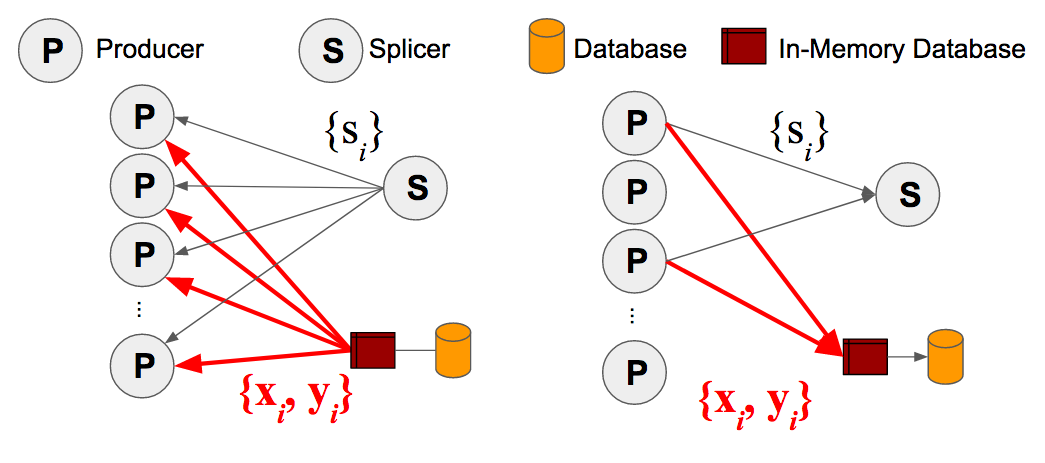 P Producer S Splicer Database In-Memory Database
P {s_i} P {s_i}
P S P S
P P
... ...
P P
{x_i, y_i} {x_i, y_i}